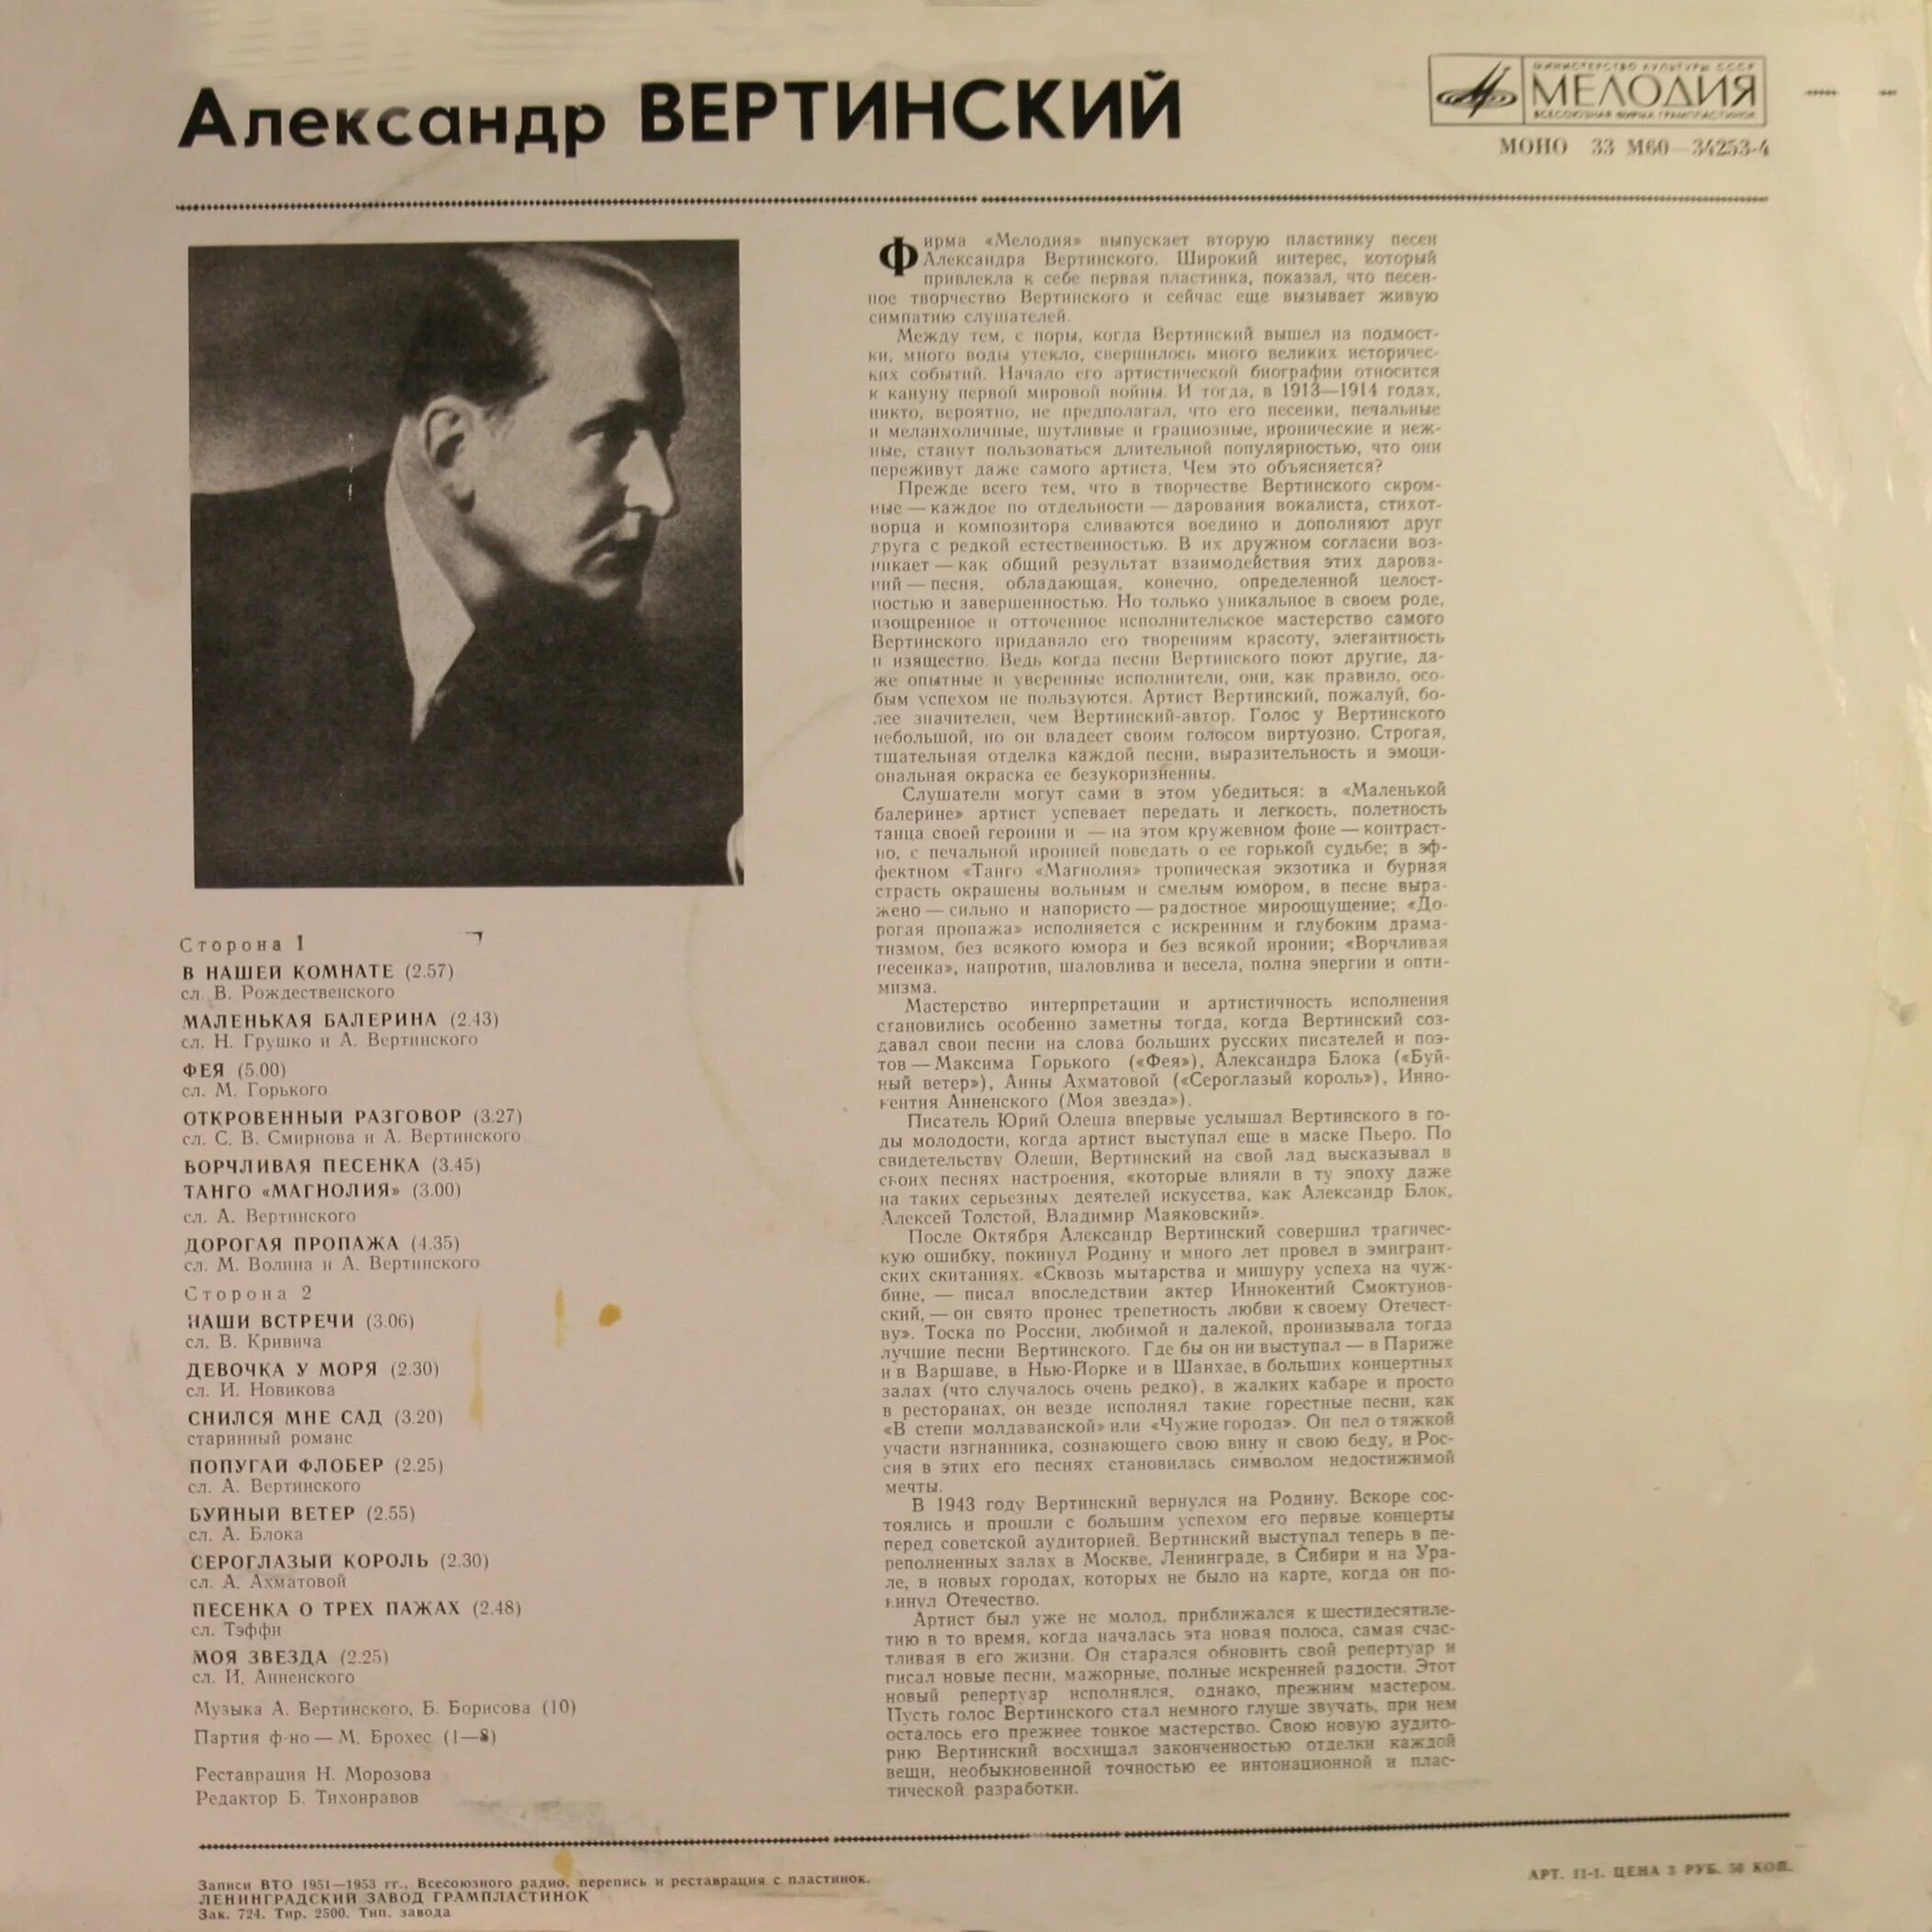 Александр ВЕРТИНСКИЙ
МИНИСТЕРСТВО КУЛЬТУРЫ СССР
МЕЛОДИЯ
ВСЕСОЮЗНАЯ ФИРМА ГРАМПЛАСТИНОК
МОНО 33 М60—34253-4
Сторона 1
В НАШЕЙ КОМНАТЕ (2.57)
сл. В. Рождественского
МАЛЕНЬКАЯ БАЛЕРИНА (2.43)
сл. Н. Грушко и А. Вертинского
ФЕЯ (5.00)
сл. М. Горького
ОТКРОВЕННЫЙ РАЗГОВОР (3.27)
сл. С. В. Смирнова и А. Вертинского
ВОРЧЛИВАЯ ПЕСЕНКА (3.45)
ТАНГО «МАГНОЛИЯ» (3.00)
сл. А. Вертинского
ДОРОГАЯ ПРОПАЖА (4.35)
сл. М. Волина и А. Вертинского
Сторона 2
НАШИ ВСТРЕЧИ (3.06)
сл. В. Кривича
ДЕВОЧКА У МОРЯ (2.30)
сл. И. Новикова
СНИЛСЯ МНЕ САД (3.20)
старинный романс
ПОПУГАЙ ФЛОБЕР (2.25)
сл. А. Вертинского
БУЙНЫЙ ВЕТЕР (2.55)
сл. А. Блока
СЕРОГЛАЗЫЙ КОРОЛЬ (2.30)
сл. А. Ахматовой
ПЕСЕНКА О ТРЕХ ПАЖАХ (2.48)
сл. Тэффи
МОЯ ЗВЕЗДА (2.25)
сл. И. Анненского
Музыка А. Вертинского, Б. Борисова (10)
Партия ф-но — М. Брохес (1—8)
Реставрация Н. Морозова
Редактор Б. Тихонравов
Фирма «Мелодия» выпускает вторую пластинку песен
Александра Вертинского. Широкий интерес, который
привлекла к себе первая пластинка, показал, что песен-
ное творчество Вертинского и сейчас еще вызывает живую
симпатию слушателей.
Между тем, с поры, когда Вертинский вышел на подмост-
ки, много воды утекло, свершилось много великих историчес-
ких событий. Начало его артистической биографии относится
к кануну первой мировой войны. И тогда, в 1913—1914 годах,
никто, вероятно, не предполагал, что его песенки, печальные
и меланхоличные, шутливые и грациозные, иронические и неж-
ные, станут пользоваться длительной популярностью, что они
переживут даже самого артиста. Чем это объясняется?
Прежде всего тем, что в творчестве Вертинского скром-
ные — каждое по отдельности — дарования вокалиста, стихот-
ворца и композитора сливаются воедино и дополняют друг
друга с редкой естественностью. В их дружном согласии воз-
никает — как общий результат взаимодействия этих дарова-
ний — песня, обладающая, конечно, определенной целост-
ностью и завершенностью. Но только уникальное в своем роде,
изощренное и отточенное исполнительское мастерство самого
Вертинского придавало его творениям красоту, элегантность
и изящество. Ведь когда песни Вертинского поют другие, да-
же опытные и уверенные исполнители, они, как правило, осо-
бым успехом не пользуются. Артист Вертинский, пожалуй, бо-
лее значителен, чем Вертинский-автор. Голос у Вертинского
небольшой, но он владеет своим голосом виртуозно. Строгая,
тщательная отделка каждой песни, выразительность и эмоци-
ональная окраска ее безукоризненны.
Слушатели могут сами в этом убедиться: в «Маленькой
балерине» артист успевает передать и легкость, полетность
танца своей героини и — на этом кружевном фоне — контраст-
но, с печальной иронией поведать о ее горькой судьбе; в эф-
фектном «Танго «Магнолия» тропическая экзотика и бурная
страсть окрашены вольным и смелым юмором, в песне выра-
жено — сильно и напористо — радостное мироощущение; «До-
рогая пропажа» исполняется с искренним и глубоким драма-
тизмом, без всякого юмора и без всякой иронии; «Ворчливая
песенка», напротив, шаловлива и весела, полна энергии и опти-
мизма.
Мастерство интерпретации и артистичность исполнения
становились особенно заметны тогда, когда Вертинский соз-
давал свои песни на слова больших русских писателей и поэ-
тов — Максима Горького («Фея»), Александра Блока («Буй-
ный ветер»), Анны Ахматовой («Сероглазый король»), Инно-
кентия Анненского (Моя звезда»).
Писатель Юрий Олеша впервые услышал Вертинского в го-
ды молодости, когда артист выступал еще в маске Пьеро. По
свидетельству Олеши, Вертинский на свой лад высказывал в
своих песнях настроения, «которые влияли в ту эпоху даже
на таких серьезных деятелей искусства, как Александр Блок,
Алексей Толстой, Владимир Маяковский».
После Октября Александр Вертинский совершил трагичес-
кую ошибку, покинул Родину и много лет провел в эмигрант-
ских скитаниях. «Сквозь мытарства и мишуру успеха на чуж-
бине, — писал впоследствии актер Иннокентий Смоктунов-
ский, — он свято пронес трепетность любви к своему Отечест-
ву». Тоска по России, любимой и далекой, пронизывала тогда
лучшие песни Вертинского. Где бы он ни выступал — в Париже
и в Варшаве, в Нью-Йорке и в Шанхае, в больших концертных
залах (что случалось очень редко), в жалких кабаре и просто
в ресторанах, он везде исполнял такие горестные песни, как
«В степи молдаванской» или «Чужие города». Он пел о тяжкой
участи изгнанника, сознающего свою вину и свою беду, и Рос-
сия в этих его песнях становилась символом недостижимой
мечты.
В 1943 году Вертинский вернулся на Родину. Вскоре сос-
тоялись и прошли с большим успехом его первые концерты
перед советской аудиторией. Вертинский выступал теперь в пе-
реполненных залах в Москве, Ленинграде, в Сибири и на Ура-
ле, в новых городах, которых не было на карте, когда он по-
кинул Отечество.
Артист был уже не молод, приближался к шестидесятиле-
тию в то время, когда началась эта новая полоса, самая счас-
тливая в его жизни. Он старался обновить свой репертуар и
писал новые песни, мажорные, полные искренней радости. Этот
новый репертуар исполнялся, однако, прежним мастером.
Пусть голос Вертинского стал немного глуше звучать, при нем
осталось его прежнее тонкое мастерство. Свою новую аудито-
рию Вертинский восхищал законченностью отделки каждой
вещи, необыкновенной точностью ее интонационной и плас-
тической разработки.
Записи ВТО 1951—1953 гг., Всесоюзного радио, перепись и реставрация с пластинок.
ЛЕНИНГРАДСКИЙ ЗАВОД ГРАМПЛАСТИНОК
Зак. 724. Тир. 2500. Тип. завода
АРТ. 11-1. ЦЕНА 3 РУБ. 50 КОП.